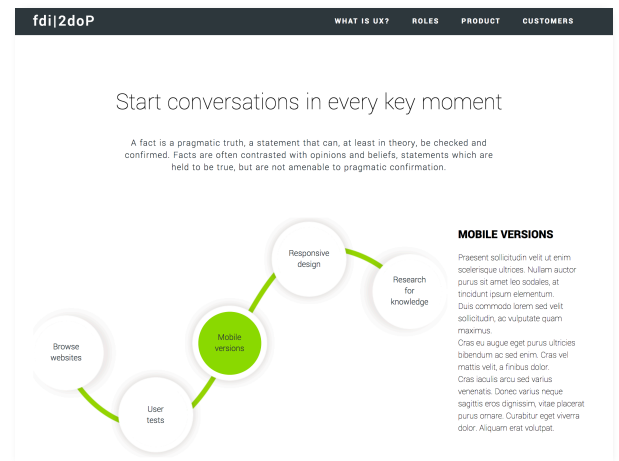 fdi|2doP
WHAT IS UX? ROLES PRODUCT CUSTOMERS
Start conversations in every key moment
A fact is a pragmatic truth, a statement that can, at least in theory, be checked and
confirmed. Facts are often contrasted with opinions and beliefs, statements which are
held to be true, but are not amenable to pragmatic confirmation.
Browse
websites
User
tests
Mobile
versions
Responsive
design
Research
for
knowledge
MOBILE VERSIONS
Praesent sollicitudin velit ut enim
scelerisque ultrices. Nullam auctor
purus sit amet leo sodales, at
tincidunt ipsum elementum.
Duis commodo lorem sed velit
sollicitudin, ac vulputate quam
maximus.
Cras eu augue eget purus ultricies
bibendum ac sed enim. Cras vel
mattis velit, a finibus dolor.
Cras iaculis arcu sed varius
venenatis. Donec varius neque
sagittis eros dignissim, vitae placerat
purus ornare. Curabitur eget viverra
dolor. Aliquam erat volutpat.